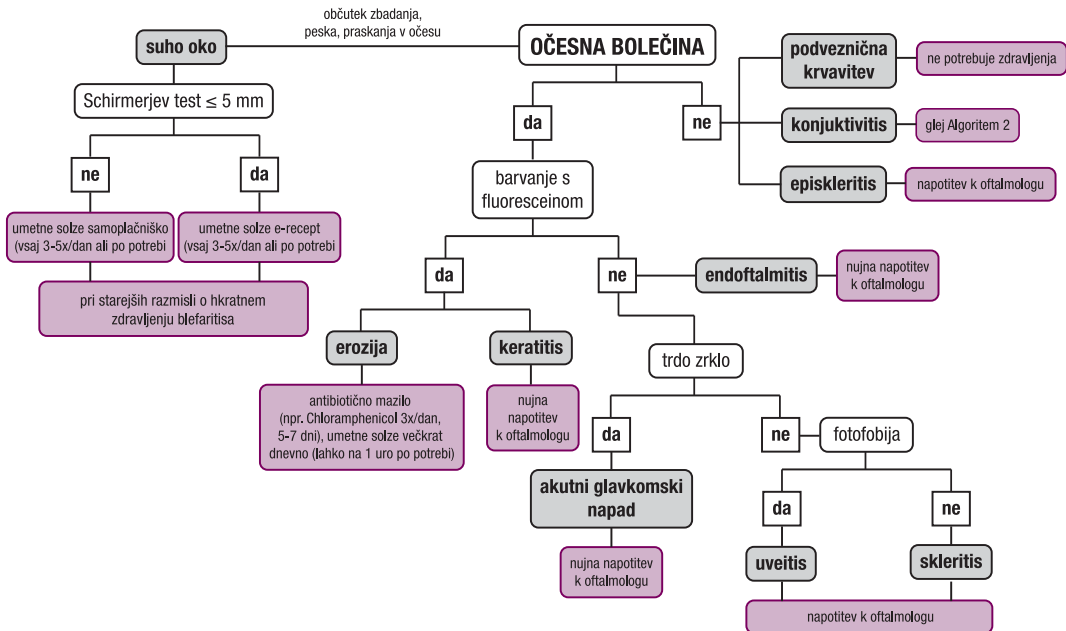 občutek zbadanja,
peska, praskanja v očesu
suho oko
OČESNA BOLEČINA
podveznična
krvavitev
ne potrebuje zdravljenja
Schirmerjev test ≤ 5 mm
da
ne
konjuktivitis
glej Algoritem 2
ne
da
barvanje s
fluoresceinom
episkleritis
napotitev k oftalmologu
umetne solze samoplačniško
(vsaj 3-5x/dan ali po potrebi
umetne solze e-recept
(vsaj 3-5x/dan ali po potrebi
da
ne
endoftalmitis
nujna napotitev
k oftalmologu
pri starejših razmisli o hkratnem
zdravljenju blefaritisa
erozija
keratitis
trdo zrklo
antibiotično mazilo
(npr. Chloramphenicol 3x/dan,
5-7 dni), umetne solze večkrat
dnevno (lahko na 1 uro po potrebi)
nujna
napotitev
k oftalmologu
da
ne
fotofobija
akutni glavkomski
napad
da
ne
nujna napotitev
k oftalmologu
uveitis
skleritis
napotitev k oftalmologu